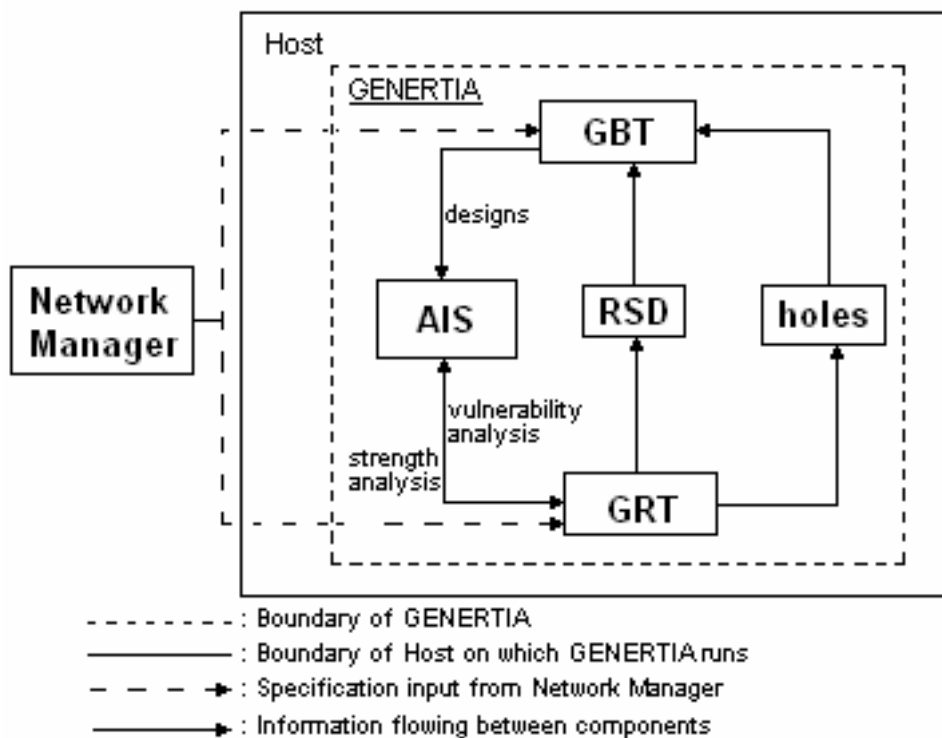 Host
GENERTIA
GBT
designs
Network
Manager
AIS
RSD
holes
vulnerability
analysis
strength
analysis
GRT
: Boundary of GENERTIA
: Boundary of Host on which GENERTIA runs
: Specification input from Network Manager
: Information flowing between components